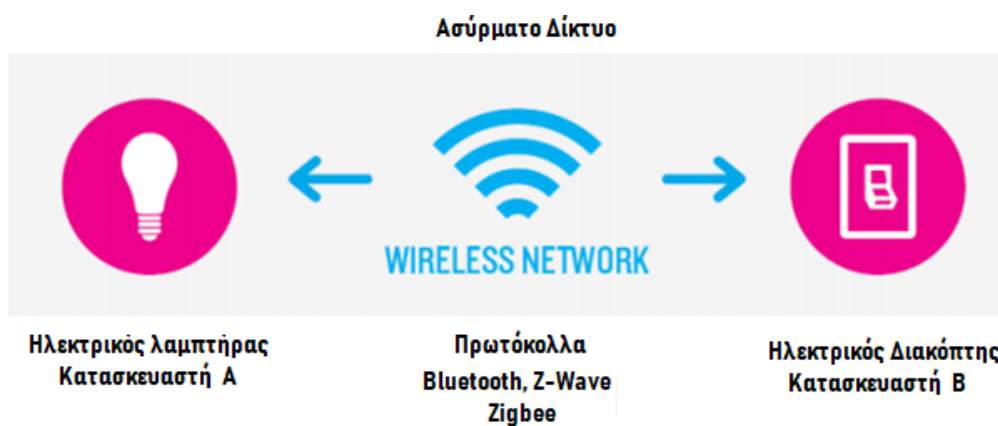 Ασύρματο Δίκτυο
WIRELESS NETWORK
Ηλεκτρικός λαμπτήρας
Κατασκευαστή Α
Πρωτόκολλα
Bluetooth, Z-Wave
Zigbee
Ηλεκτρικός Διακόπτης
Κατασκευαστή Β